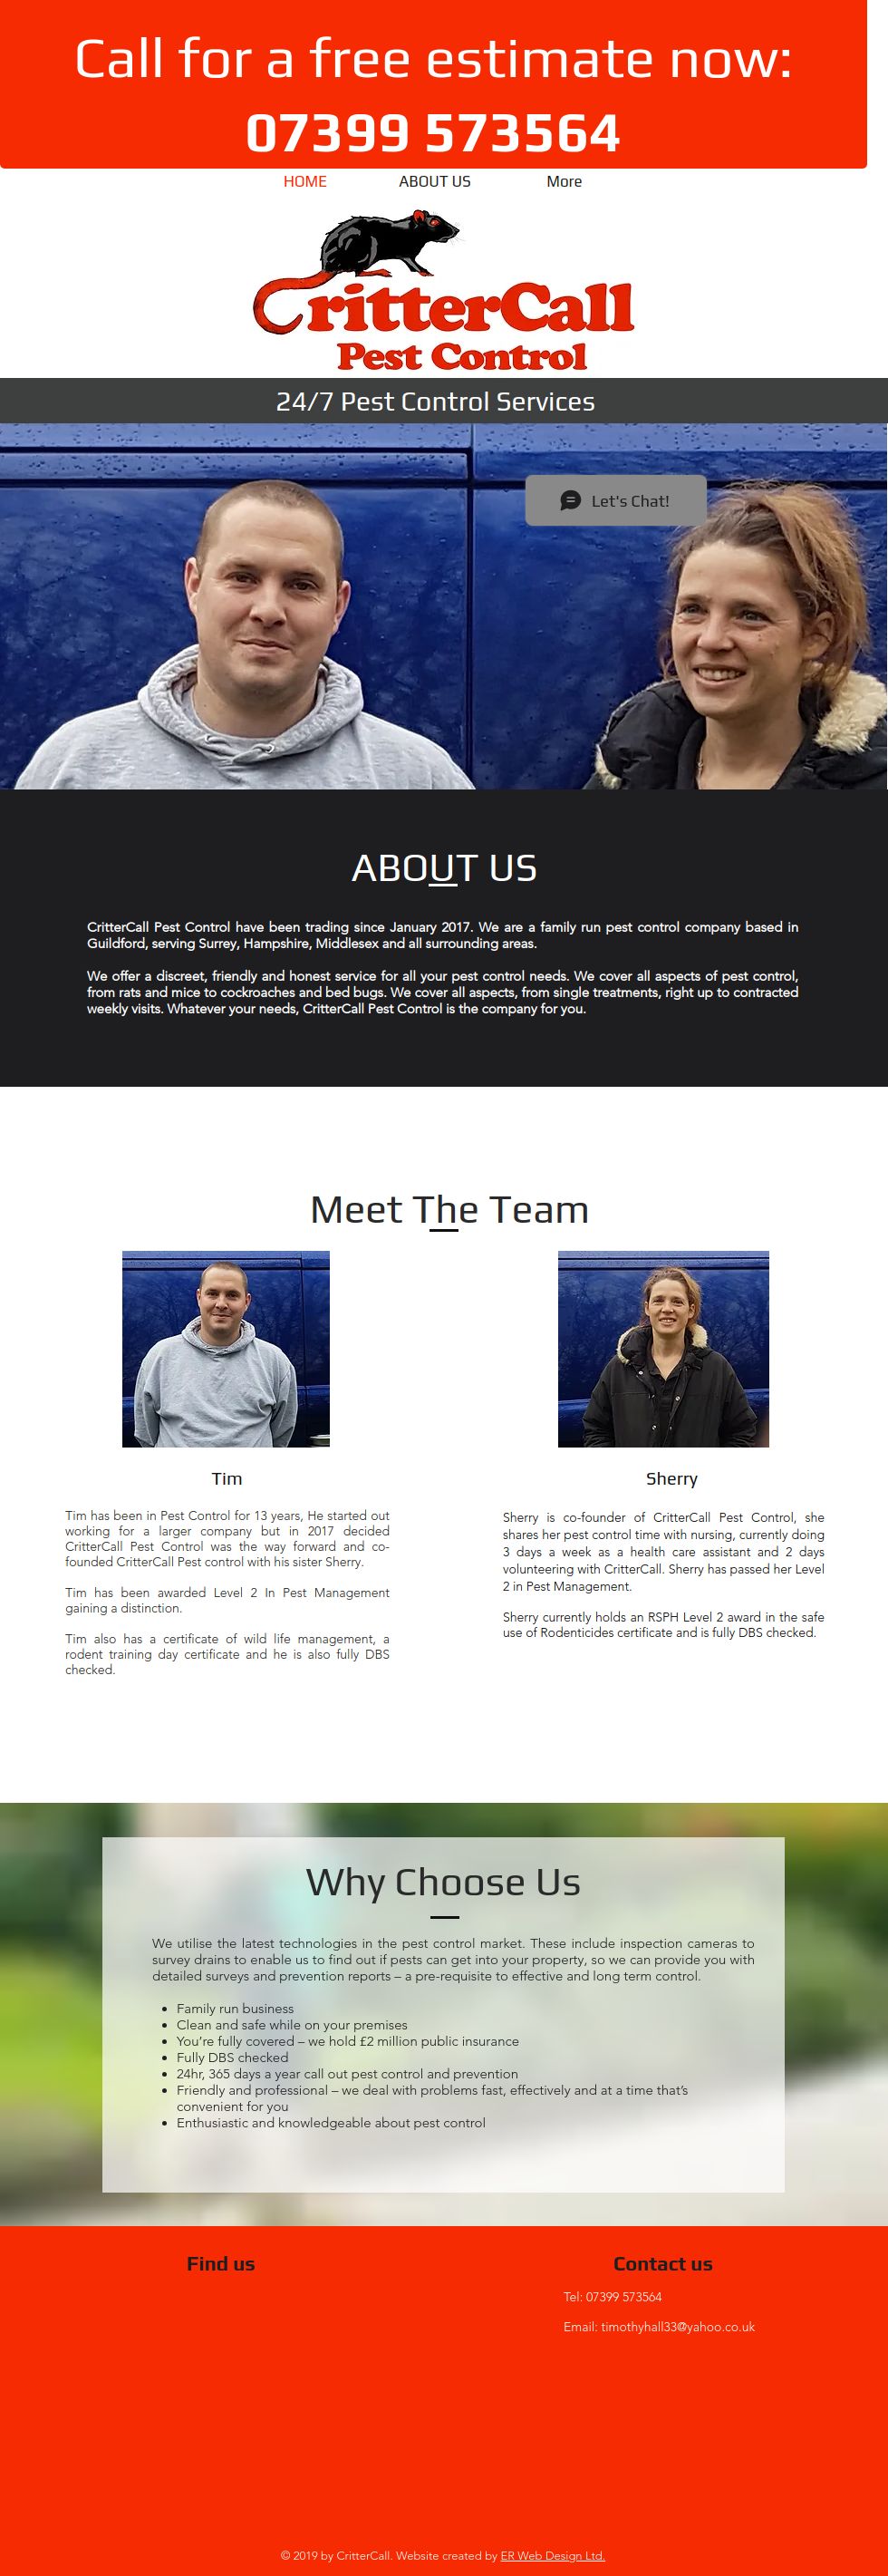 Call for a free estimate now:
07399 573564
HOME
ABOUT US
More
CritterCall
Pest Control
24/7 Pest Control Services
Let's Chat!
ABOUT US
CritterCall Pest Control have been trading since January 2017. We are a family run pest control company based in
Guildford, serving Surrey, Hampshire, Middlesex and all surrounding areas.
We offer a discreet, friendly and honest service for all your pest control needs. We cover all aspects of pest control,
from rats and mice to cockroaches and bed bugs. We cover all aspects, from single treatments, right up to contracted
weekly visits. Whatever your needs, CritterCall Pest Control is the company for you.
Meet The Team
Tim
Tim has been in Pest Control for 13 years, He started out
working for a larger company but in 2017 decided
CritterCall Pest Control was the way forward and co-
founded CritterCall Pest control with his sister Sherry.
Tim has been awarded Level 2 In Pest Management
gaining a distinction.
Tim also has a certificate of wild life management, a
rodent training day certificate and he is also fully DBS
checked.
Sherry
Sherry is co-founder of CritterCall Pest Control, she
shares her pest control time with nursing, currently doing
3 days a week as a health care assistant and 2 days
volunteering with CritterCall. Sherry has passed her Level
2 in Pest Management.
Sherry currently holds an RSPH Level 2 award in the safe
use of Rodenticides certificate and is fully DBS checked.
Why Choose Us
We utilise the latest technologies in the pest control market. These include inspection cameras to
survey drains to enable us to find out if pests can get into your property, so we can provide you with
detailed surveys and prevention reports – a pre-requisite to effective and long term control.
• Family run business
• Clean and safe while on your premises
• You're fully covered – we hold £2 million public insurance
• Fully DBS checked
• 24hr, 365 days a year call out pest control and prevention
• Friendly and professional – we deal with problems fast, effectively and at a time that's
convenient for you
• Enthusiastic and knowledgeable about pest control
Find us
Contact us
Tel: 07399 573564
Email: timothyhall33@yahoo.co.uk
© 2019 by CritterCall. Website created by ER Web Design Ltd.